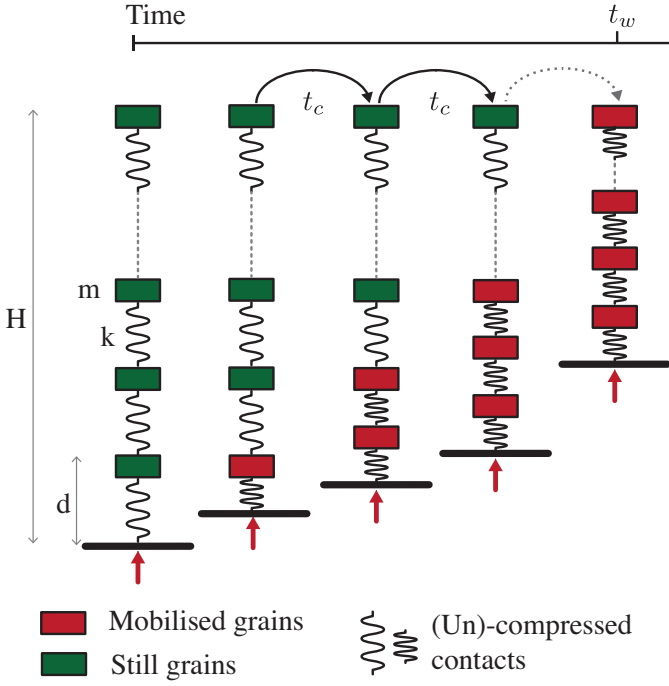 Time
t_w
t_c
t_c
m
H
k
d
Mobilised grains
(Un)-compressed
contacts
Still grains